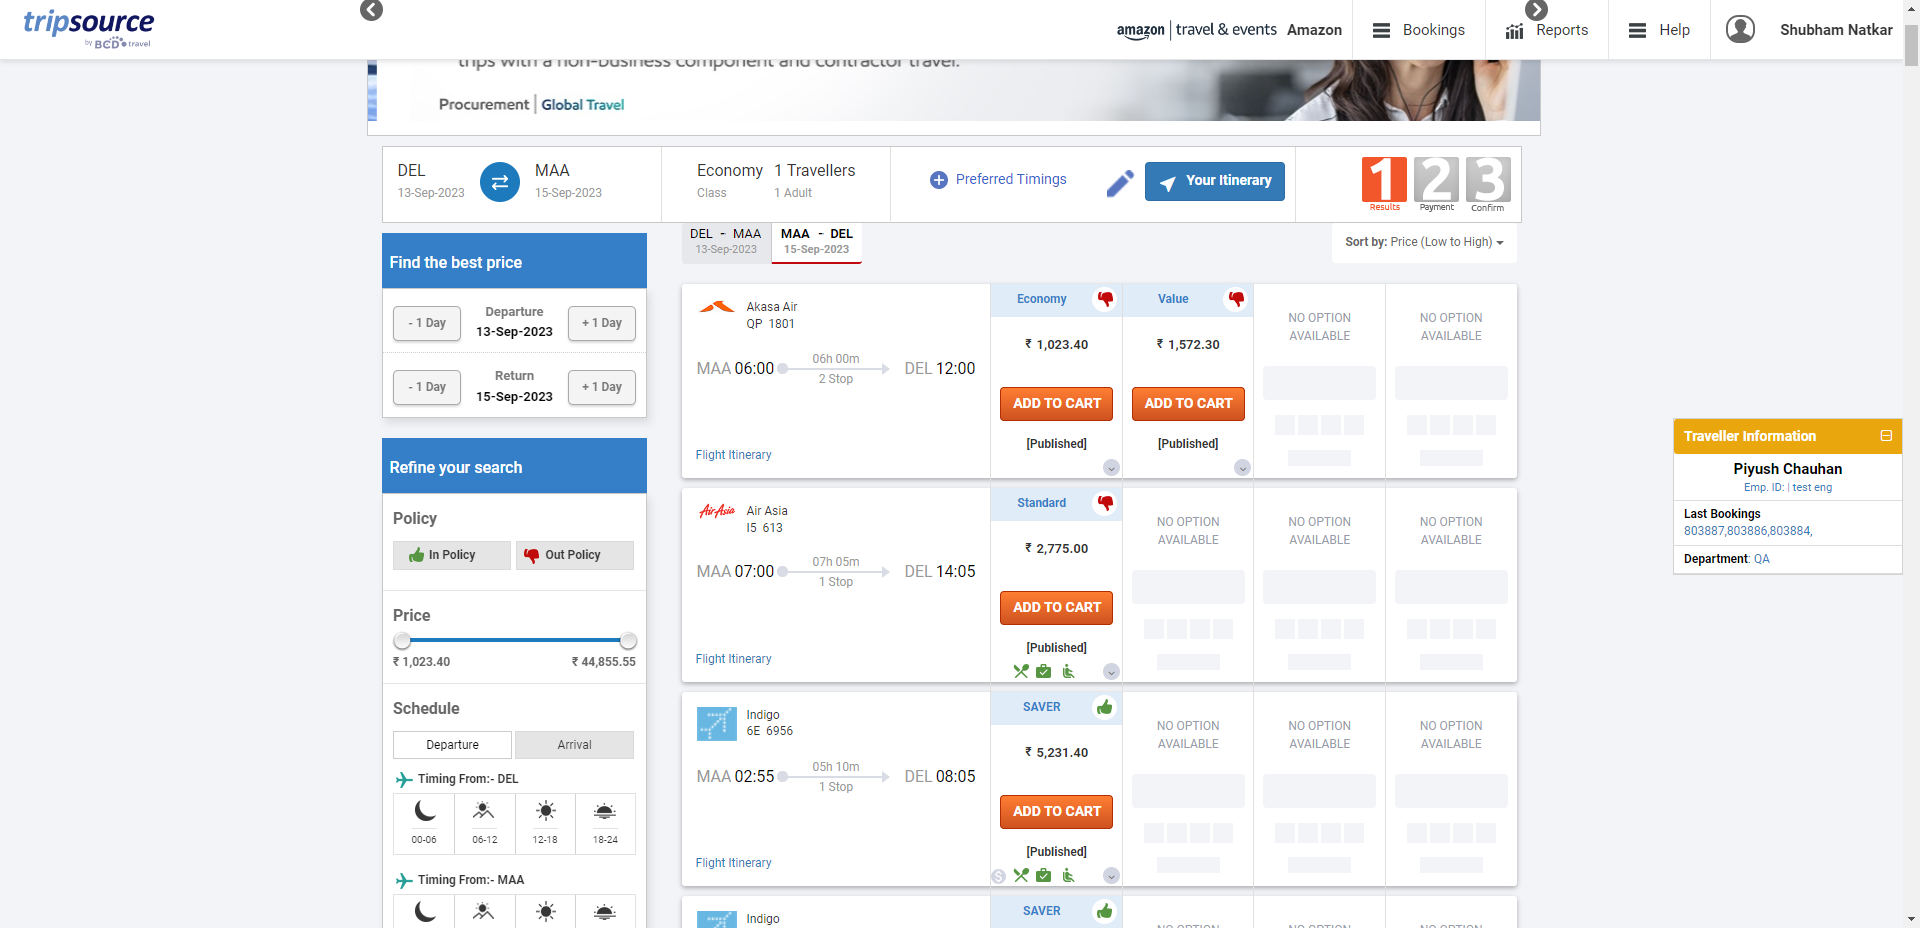 tripsource
by BCD travel
amazon | travel & events Amazon
Bookings
Reports
Help
Shubham Natkar
trips with a non-business component and contractor travel.
Procurement | Global Travel
DEL
13-Sep-2023
MAA
15-Sep-2023
Economy
Class
1 Travellers
1 Adult
Preferred Timings
Your Itinerary
1 2 3
Results Payment Confirm
Find the best price
- 1 Day
Departure
13-Sep-2023
+ 1 Day
- 1 Day
Return
15-Sep-2023
+ 1 Day
Refine your search
Policy
In Policy
Out Policy
Price
₹ 1,023.40
₹ 44,855.55
Schedule
Departure
Arrival
Timing From:- DEL
00-06 06-12 12-18 18-24
Timing From:- MAA
DEL - MAA
13-Sep-2023
MAA - DEL
15-Sep-2023
Sort by: Price (Low to High)
Akasa Air
QP 1801
MAA 06:00
06h 00m
2 Stop
DEL 12:00
Flight Itinerary
Economy
₹ 1,023.40
ADD TO CART
[Published]
Value
₹ 1,572.30
ADD TO CART
[Published]
NO OPTION
AVAILABLE
NO OPTION
AVAILABLE
AirAsia
Air Asia
I5 613
MAA 07:00
07h 05m
1 Stop
DEL 14:05
Flight Itinerary
Standard
₹ 2,775.00
ADD TO CART
[Published]
NO OPTION
AVAILABLE
NO OPTION
AVAILABLE
NO OPTION
AVAILABLE
Indigo
6E 6956
MAA 02:55
05h 10m
1 Stop
DEL 08:05
Flight Itinerary
SAVER
₹ 5,231.40
ADD TO CART
[Published]
NO OPTION
AVAILABLE
NO OPTION
AVAILABLE
NO OPTION
AVAILABLE
Indigo
SAVER
NO OPTION
NO OPTION
NO OPTION
Traveller Information
Piyush Chauhan
Emp. ID: | test eng
Last Bookings
803887,803886,803884,
Department: QA